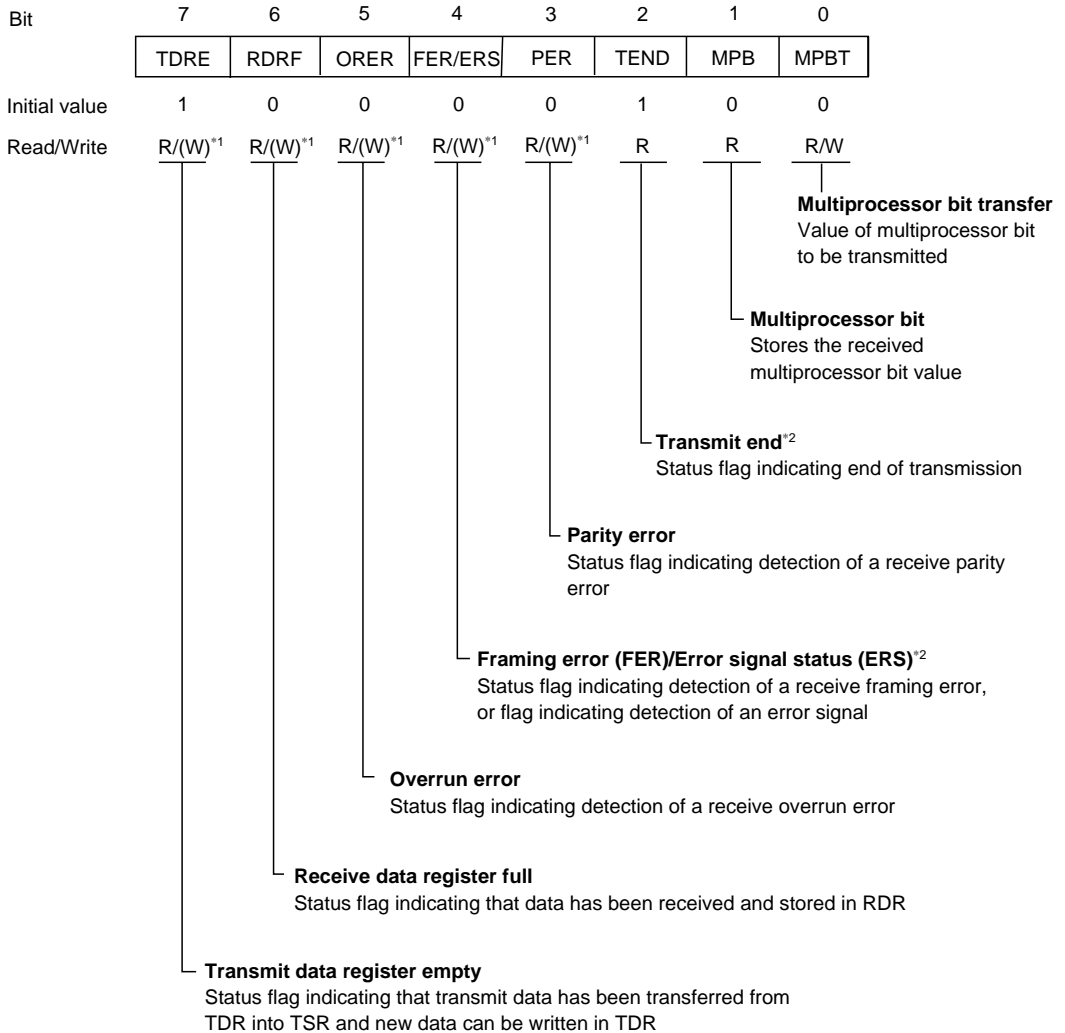 Bit 7 6 5 4 3 2 1 0
TDRE RDRF ORER FER/ERS PER TEND MPB MPBT
Initial value 1 0 0 0 0 1 0 0
Read/Write R/(W)*1 R/(W)*1 R/(W)*1 R/(W)*1 R/(W)*1 R R R/W
Multiprocessor bit transfer
Value of multiprocessor bit
to be transmitted
Multiprocessor bit
Stores the received
multiprocessor bit value
Transmit end*2
Status flag indicating end of transmission
Parity error
Status flag indicating detection of a receive parity
error
Framing error (FER)/Error signal status (ERS)*2
Status flag indicating detection of a receive framing error,
or flag indicating detection of an error signal
Overrun error
Status flag indicating detection of a receive overrun error
Receive data register full
Status flag indicating that data has been received and stored in RDR
Transmit data register empty
Status flag indicating that transmit data has been transferred from
TDR into TSR and new data can be written in TDR